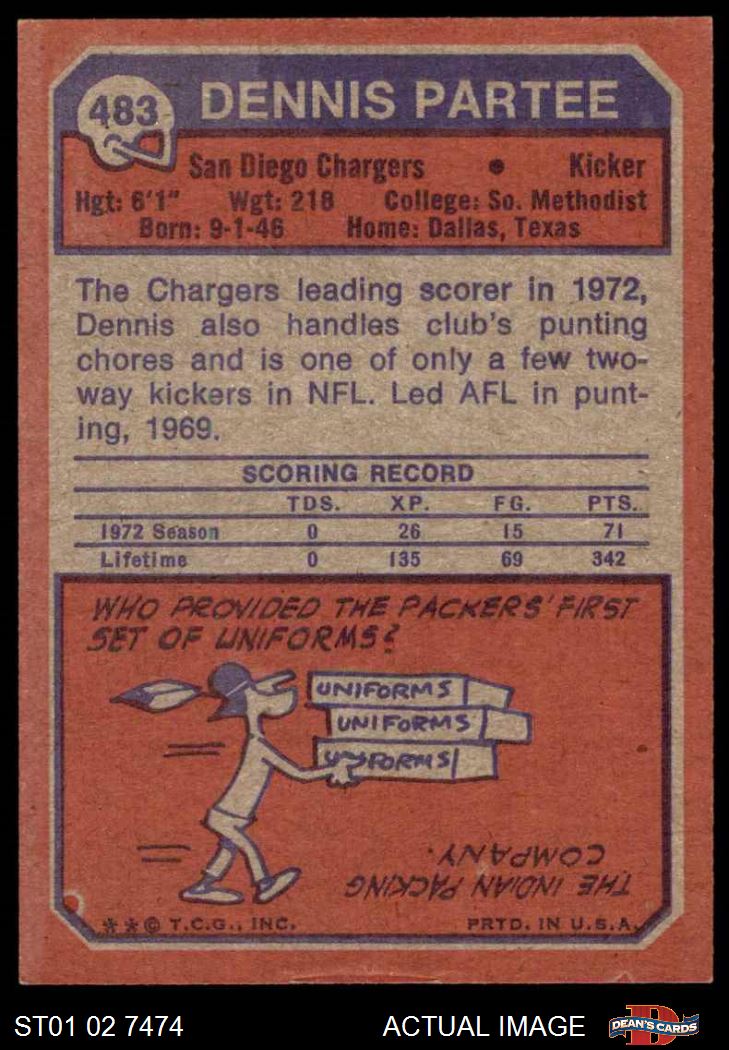 483 DENNIS PARTEE
San Diego Chargers • Kicker
Hgt: 6'1" Wgt: 218 College: So. Methodist
Born: 9-1-46 Home: Dallas, Texas
The Chargers leading scorer in 1972,
Dennis also handles club's punting
chores and is one of only a few two-
way kickers in NFL. Led AFL in punt-
ing, 1969.
SCORING RECORD
TDS. XP. FG. PTS.
1972 Season 0 26 15 71
Lifetime 0 135 69 342
WHO PROVIDED THE PACKERS' FIRST
SET OF UNIFORMS?
UNIFORMS
UNIFORMS
UNIFORMS
THE INDIAN PACKING
COMPANY.
**© T.C.G., INC. PRTD. IN U.S.A.
ST01 02 7474 ACTUAL IMAGE DEAN'S CARDS